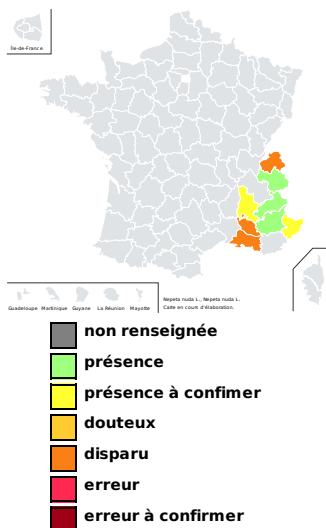 Île-de-France
Guadeloupe Martinique Guyane La Réunion Mayotte
Nepeta nuda L., Nepeta nuda L.
Carte en cours d'élaboration.
non renseignée
présence
présence à confimer
douteux
disparu
erreur
erreur à confirmer